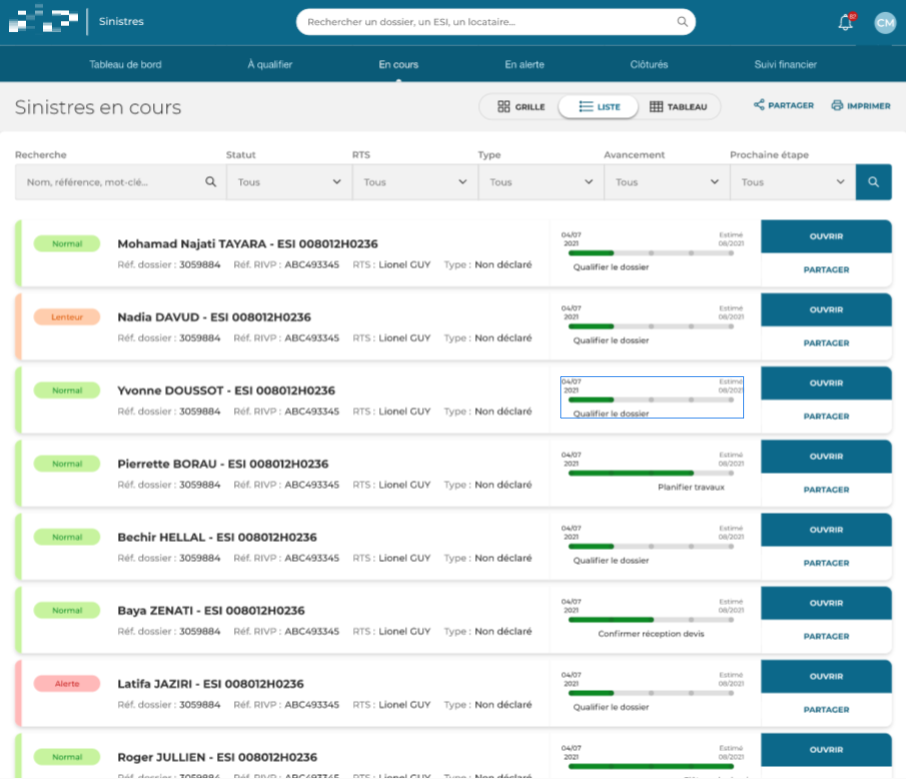 Sinistres
Rechercher un dossier, un ESI, un locataire...
CM
Tableau de bord À qualifier En cours En alerte Clôturés Suivi financier
Sinistres en cours
GRILLE LISTE TABLEAU PARTAGER IMPRIMER
Recherche Statut RTS Type Avancement Prochaine étape
Nom, référence, mot-clé... Tous Tous Tous Tous Tous
Normal
Mohamad Najati TAYARA - ESI 008012H0236
Réf. dossier : 3059884 Réf. RIVP : ABC493345 RTS : Lionel GUY Type : Non déclaré
04/07 2021
Estimé 08/2021
Qualifier le dossier
OUVRIR
PARTAGER
Lenteur
Nadia DAVUD - ESI 008012H0236
Réf. dossier : 3059884 Réf. RIVP : ABC493345 RTS : Lionel GUY Type : Non déclaré
04/07 2021
Estimé 08/2021
Qualifier le dossier
OUVRIR
PARTAGER
Normal
Yvonne DOUSSOT - ESI 008012H0236
Réf. dossier : 3059884 Réf. RIVP : ABC493345 RTS : Lionel GUY Type : Non déclaré
04/07 2021
Estimé 08/2021
Qualifier le dossier
OUVRIR
PARTAGER
Normal
Pierrette BORAU - ESI 008012H0236
Réf. dossier : 3059884 Réf. RIVP : ABC493345 RTS : Lionel GUY Type : Non déclaré
04/07 2021
Estimé 08/2021
Planifier travaux
OUVRIR
PARTAGER
Normal
Bechir HELLAL - ESI 008012H0236
Réf. dossier : 3059884 Réf. RIVP : ABC493345 RTS : Lionel GUY Type : Non déclaré
04/07 2021
Estimé 08/2021
Qualifier le dossier
OUVRIR
PARTAGER
Normal
Baya ZENATI - ESI 008012H0236
Réf. dossier : 3059884 Réf. RIVP : ABC493345 RTS : Lionel GUY Type : Non déclaré
04/07 2021
Estimé 08/2021
Confirmer réception devis
OUVRIR
PARTAGER
Alerte
Latifa JAZIRI - ESI 008012H0236
Réf. dossier : 3059884 Réf. RIVP : ABC493345 RTS : Lionel GUY Type : Non déclaré
04/07 2021
Estimé 08/2021
Qualifier le dossier
OUVRIR
PARTAGER
Normal
Roger JULLIEN - ESI 008012H0236
Réf. dossier : 3059884 Réf. RIVP : ABC493345 RTS : Lionel GUY Type : Non déclaré
04/07 2021
Estimé 08/2021
OUVRIR